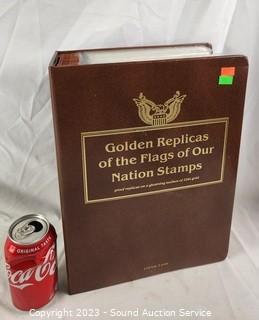 Golden Replicas
of the Flags of Our
Nation Stamps
proof replicas on a gleaming surface of 22kt gold
ORIGINAL TASTE
Coca-Cola
Copyright 2023 - Sound Auction Service